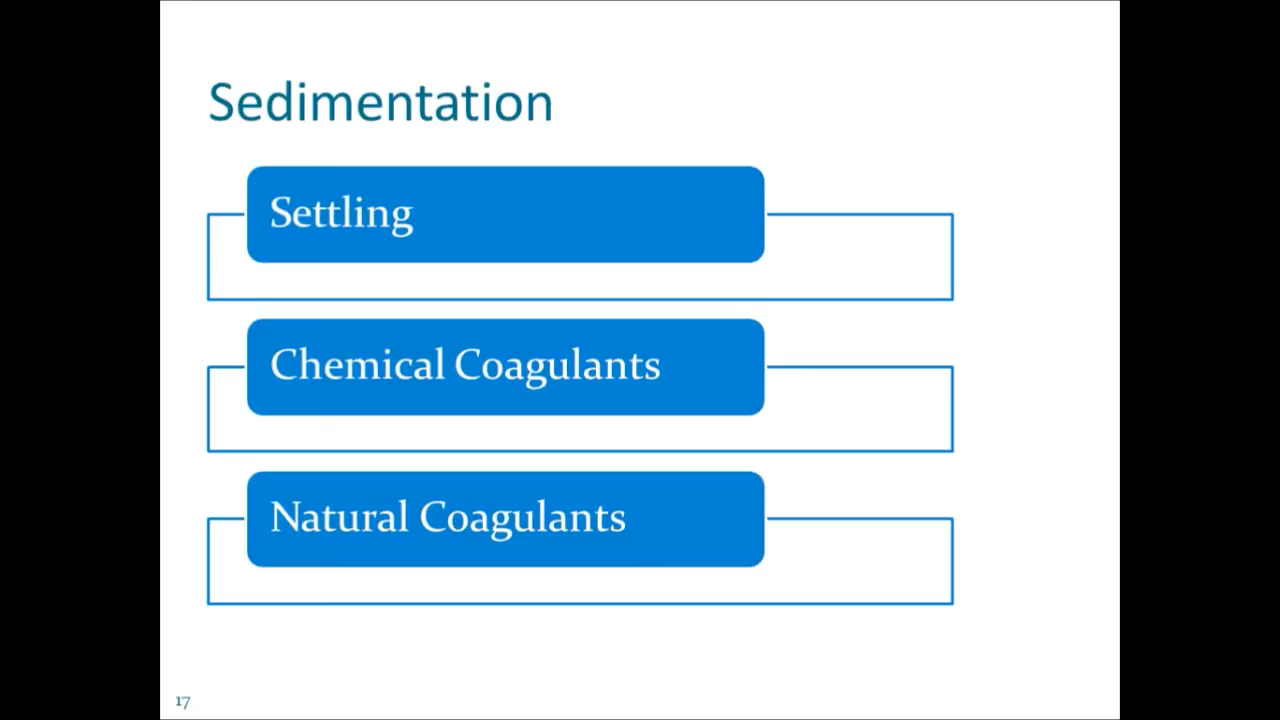 Sedimentation
Settling
Chemical Coagulants
Natural Coagulants
17